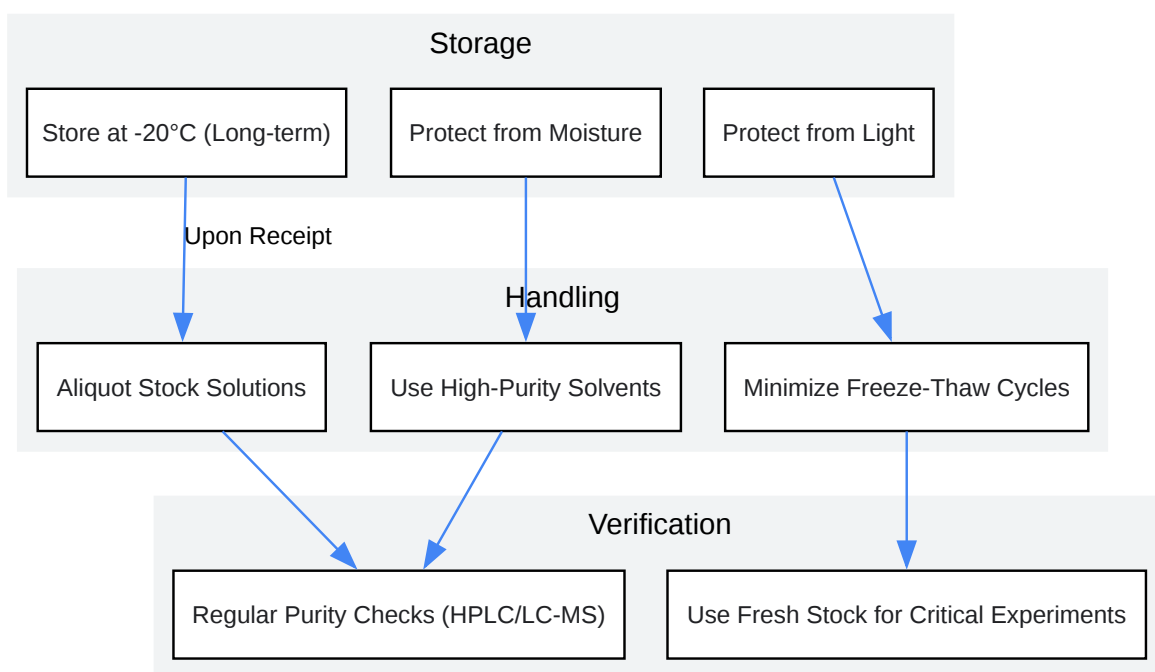 Storage
Store at -20°C (Long-term)
Protect from Moisture
Protect from Light
Upon Receipt
Handling
Aliquot Stock Solutions
Use High-Purity Solvents
Minimize Freeze-Thaw Cycles
Verification
Regular Purity Checks (HPLC/LC-MS)
Use Fresh Stock for Critical Experiments